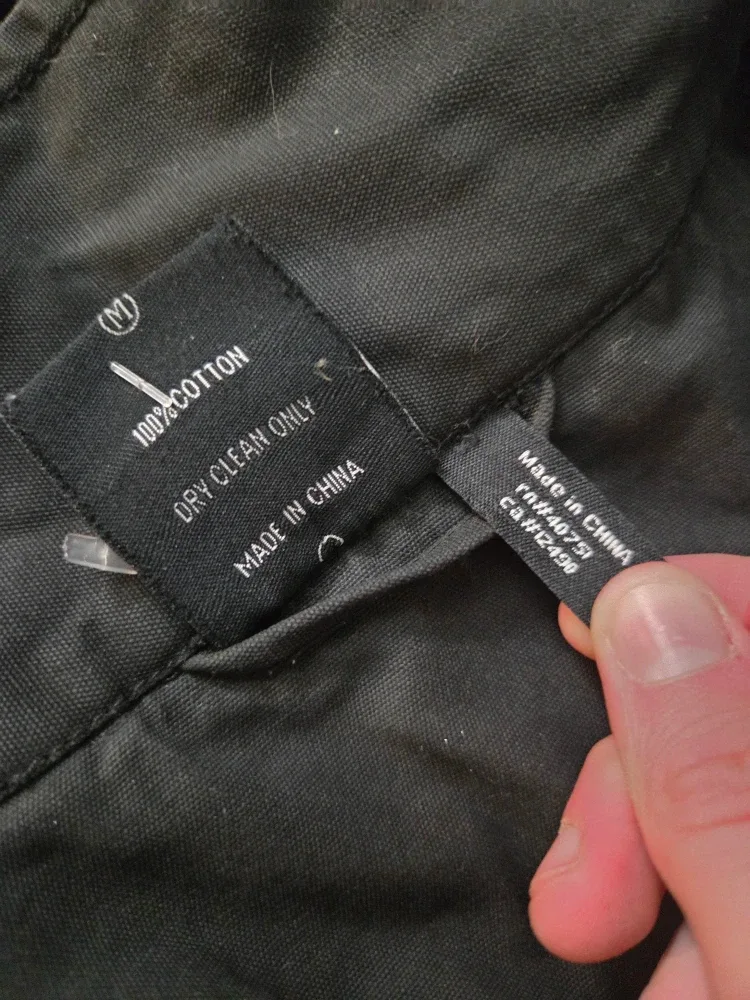 M
100% COTTON
DRY CLEAN ONLY
MADE IN CHINA
Made in CHINA
rn#40751
ca#12490